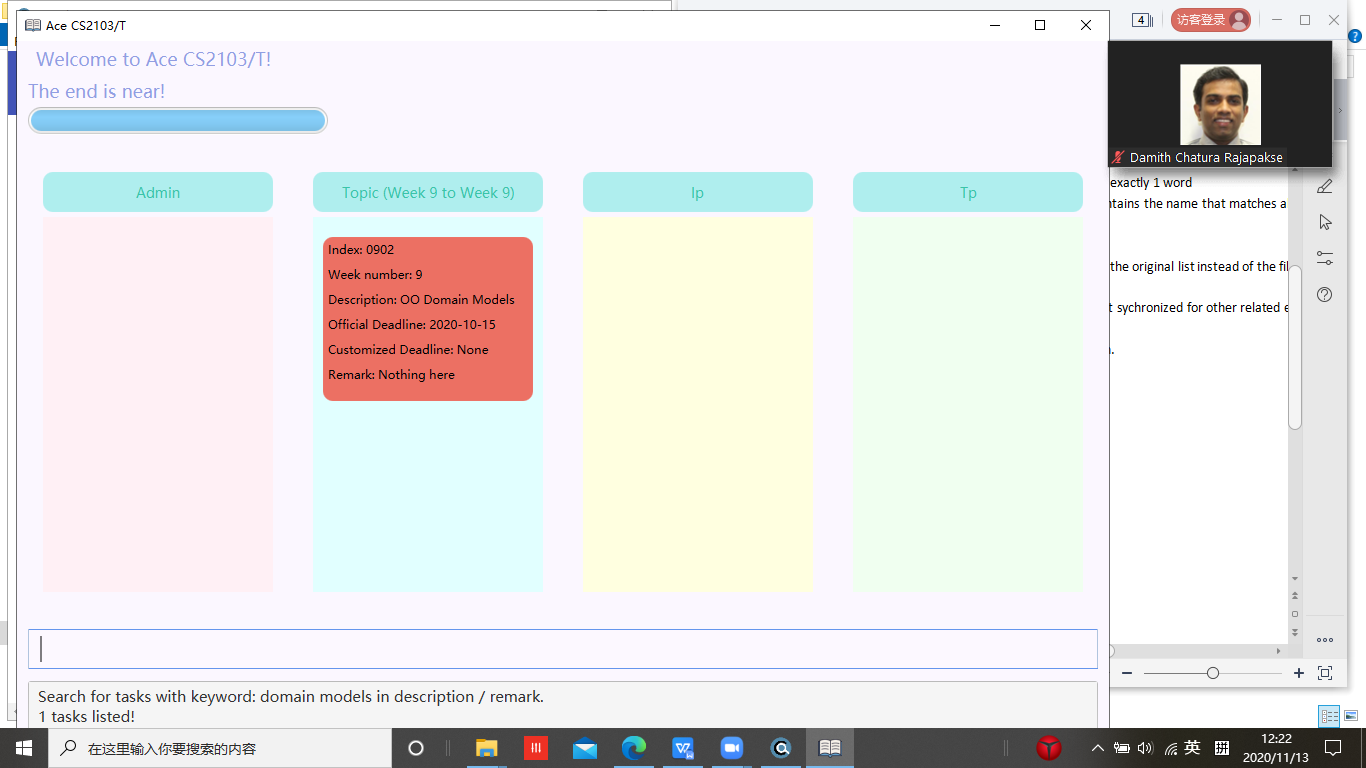 Ace CS2103/T
Welcome to Ace CS2103/T!
The end is near!
Admin
Topic (Week 9 to Week 9)
Ip
Tp
Index: 0902
Week number: 9
Description: OO Domain Models
Official Deadline: 2020-10-15
Customized Deadline: None
Remark: Nothing here
Search for tasks with keyword: domain models in description / remark.
1 tasks listed!
4
访客登录
Damith Chatura Rajapakse
exactly 1 word
ntains the name that matches a
the original list instead of the fil
t sychronized for other related e
在这里输入你要搜索的内容
英
拼
12:22
2020/11/13